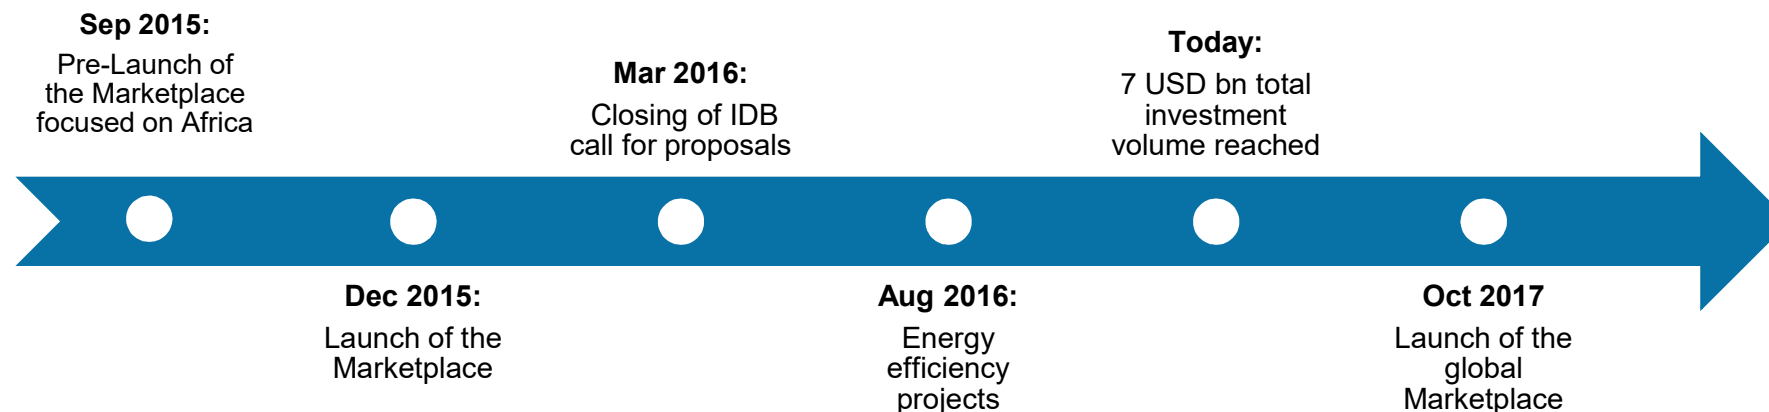 Sep 2015:
Pre-Launch of
the Marketplace
focused on Africa
Dec 2015:
Launch of the
Marketplace
Mar 2016:
Closing of IDB
call for proposals
Aug 2016:
Energy
efficiency
projects
Today:
7 USD bn total
investment
volume reached
Oct 2017
Launch of the
global
Marketplace